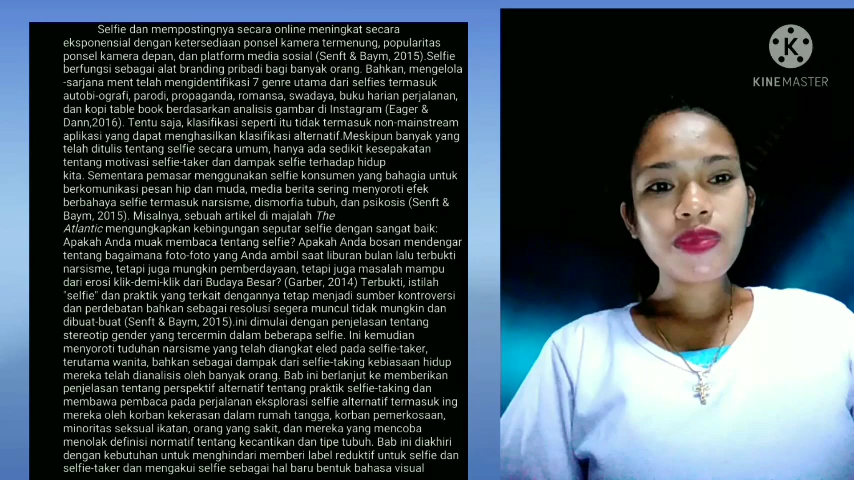 Selfie dan mempostingnya secara online meningkat secara
eksponensial dengan ketersediaan ponsel kamera termenung, popularitas
ponsel kamera depan, dan platform media sosial (Senft & Baym, 2015).Selfie
berfungsi sebagai alat branding pribadi bagi banyak orang. Bahkan, mengelola
-sarjana ment telah mengidentifikasi 7 genre utama dari selfies termasuk
autobi-ografi, parodi, propaganda, romansa, swadaya, buku harian perjalanan,
dan kopi table book berdasarkan analisis gambar di Instagram (Eager &
Dann,2016). Tentu saja, klasifikasi seperti itu tidak termasuk non-mainstream
aplikasi yang dapat menghasilkan klasifikasi alternatif.Meskipun banyak yang
telah ditulis tentang selfie secara umum, hanya ada sedikit kesepakatan
tentang motivasi selfie-taker dan dampak selfie terhadap hidup
kita. Sementara pemasar menggunakan selfie konsumen yang bahagia untuk
berkomunikasi pesan hip dan muda, media berita sering menyoroti efek
berbahaya selfie termasuk narsisme, dismorfia tubuh, dan psikosis (Senft &
Baym, 2015). Misalnya, sebuah artikel di majalah The
Atlantic mengungkapkan kebingungan seputar selfie dengan sangat baik:
Apakah Anda muak membaca tentang selfie? Apakah Anda bosan mendengar
tentang bagaimana foto-foto yang Anda ambil saat liburan bulan lalu terbukti
narsisme, tetapi juga mungkin pemberdayaan, tetapi juga masalah mampu
dari erosi klik-demi-klik dari Budaya Besar? (Garber, 2014) Terbukti, istilah
"selfie" dan praktik yang terkait dengannya tetap menjadi sumber kontroversi
dan perdebatan bahkan sebagai resolusi segera muncul tidak mungkin dan
dibuat-buat (Senft & Baym, 2015).ini dimulai dengan penjelasan tentang
stereotip gender yang tercermin dalam beberapa selfie. Ini kemudian
menyoroti tuduhan narsisme yang telah diangkat eled pada selfie-taker,
terutama wanita, bahkan sebagai dampak dari selfie-taking kebiasaan hidup
mereka telah dianalisis oleh banyak orang. Bab ini berlanjut ke memberikan
penjelasan tentang perspektif alternatif tentang praktik selfie-taking dan
membawa pembaca pada perjalanan eksplorasi selfie alternatif termasuk ing
mereka oleh korban kekerasan dalam rumah tangga, korban pemerkosaan,
minoritas seksual ikatan, orang yang sakit, dan mereka yang mencoba
menolak definisi normatif tentang kecantikan dan tipe tubuh. Bab ini diakhiri
dengan kebutuhan untuk menghindari memberi label reduktif untuk selfie dan
selfie-taker dan mengakui selfie sebagai hal baru bentuk bahasa visual
K
KINEMASTER